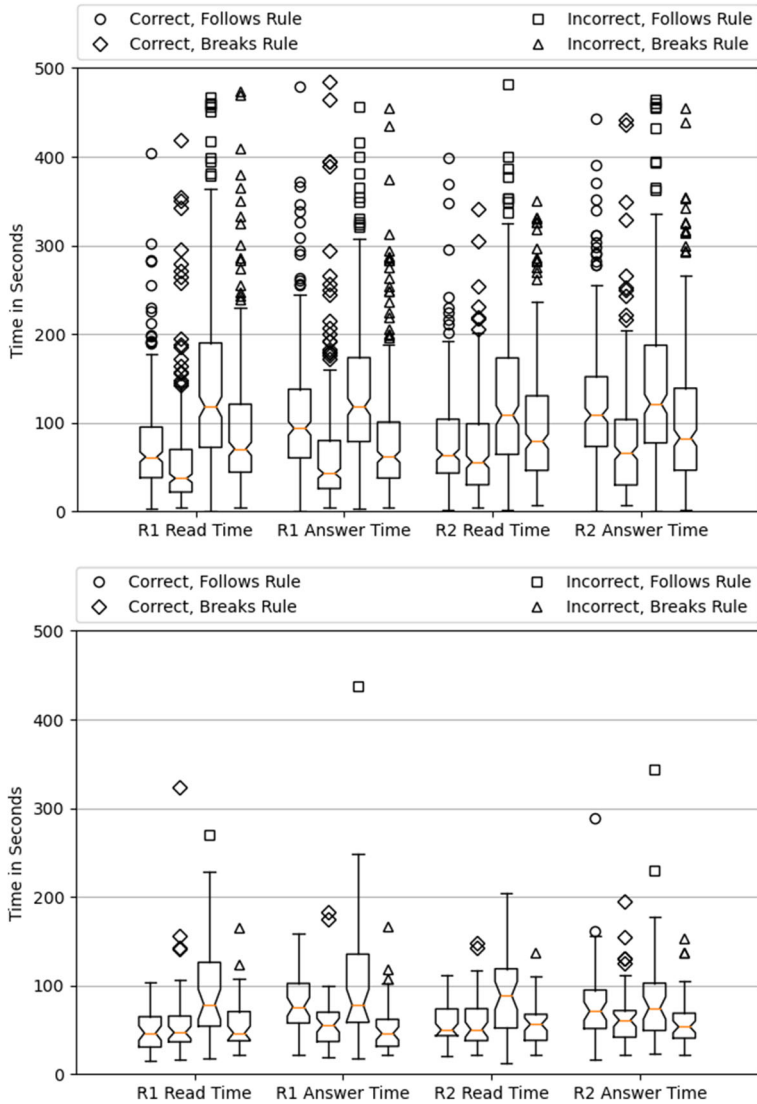 Correct, Follows Rule Incorrect, Follows Rule
Correct, Breaks Rule Incorrect, Breaks Rule
500
400
300
200
100
0
Time in Seconds
R1 Read Time R1 Answer Time R2 Read Time R2 Answer Time
Correct, Follows Rule Incorrect, Follows Rule
Correct, Breaks Rule Incorrect, Breaks Rule
500
400
300
200
100
0
Time in Seconds
R1 Read Time R1 Answer Time R2 Read Time R2 Answer Time